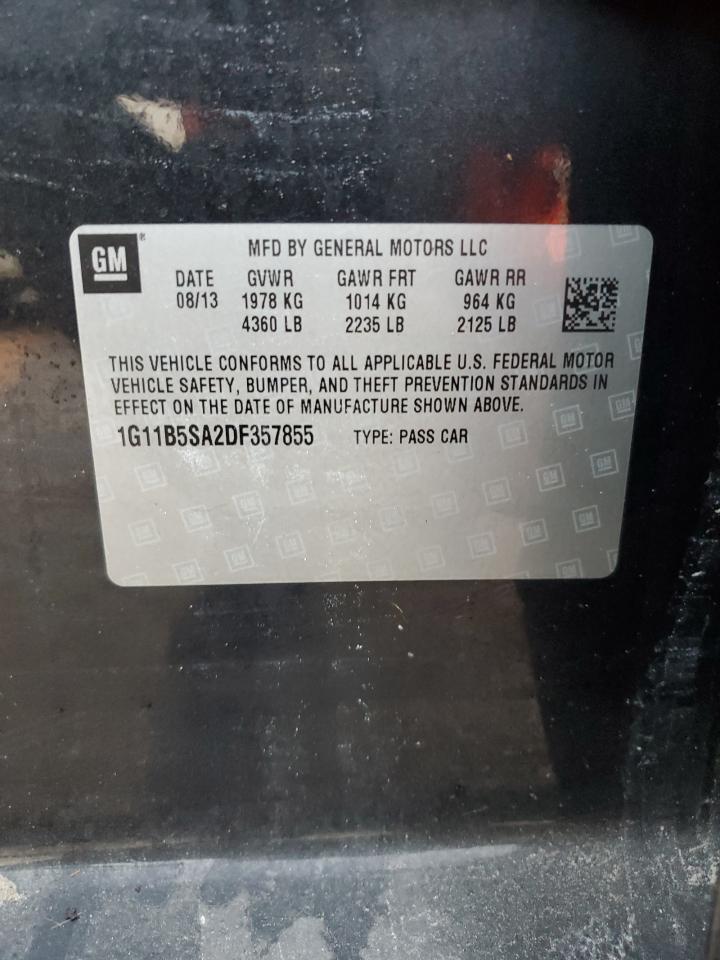 GM®
MFD BY GENERAL MOTORS LLC
DATE GVWR GAWR FRT GAWR RR
08/13 1978 KG 1014 KG 964 KG
4360 LB 2235 LB 2125 LB
THIS VEHICLE CONFORMS TO ALL APPLICABLE U.S. FEDERAL MOTOR
VEHICLE SAFETY, BUMPER, AND THEFT PREVENTION STANDARDS IN
EFFECT ON THE DATE OF MANUFACTURE SHOWN ABOVE.
1G11B5SA2DF357855 TYPE: PASS CAR